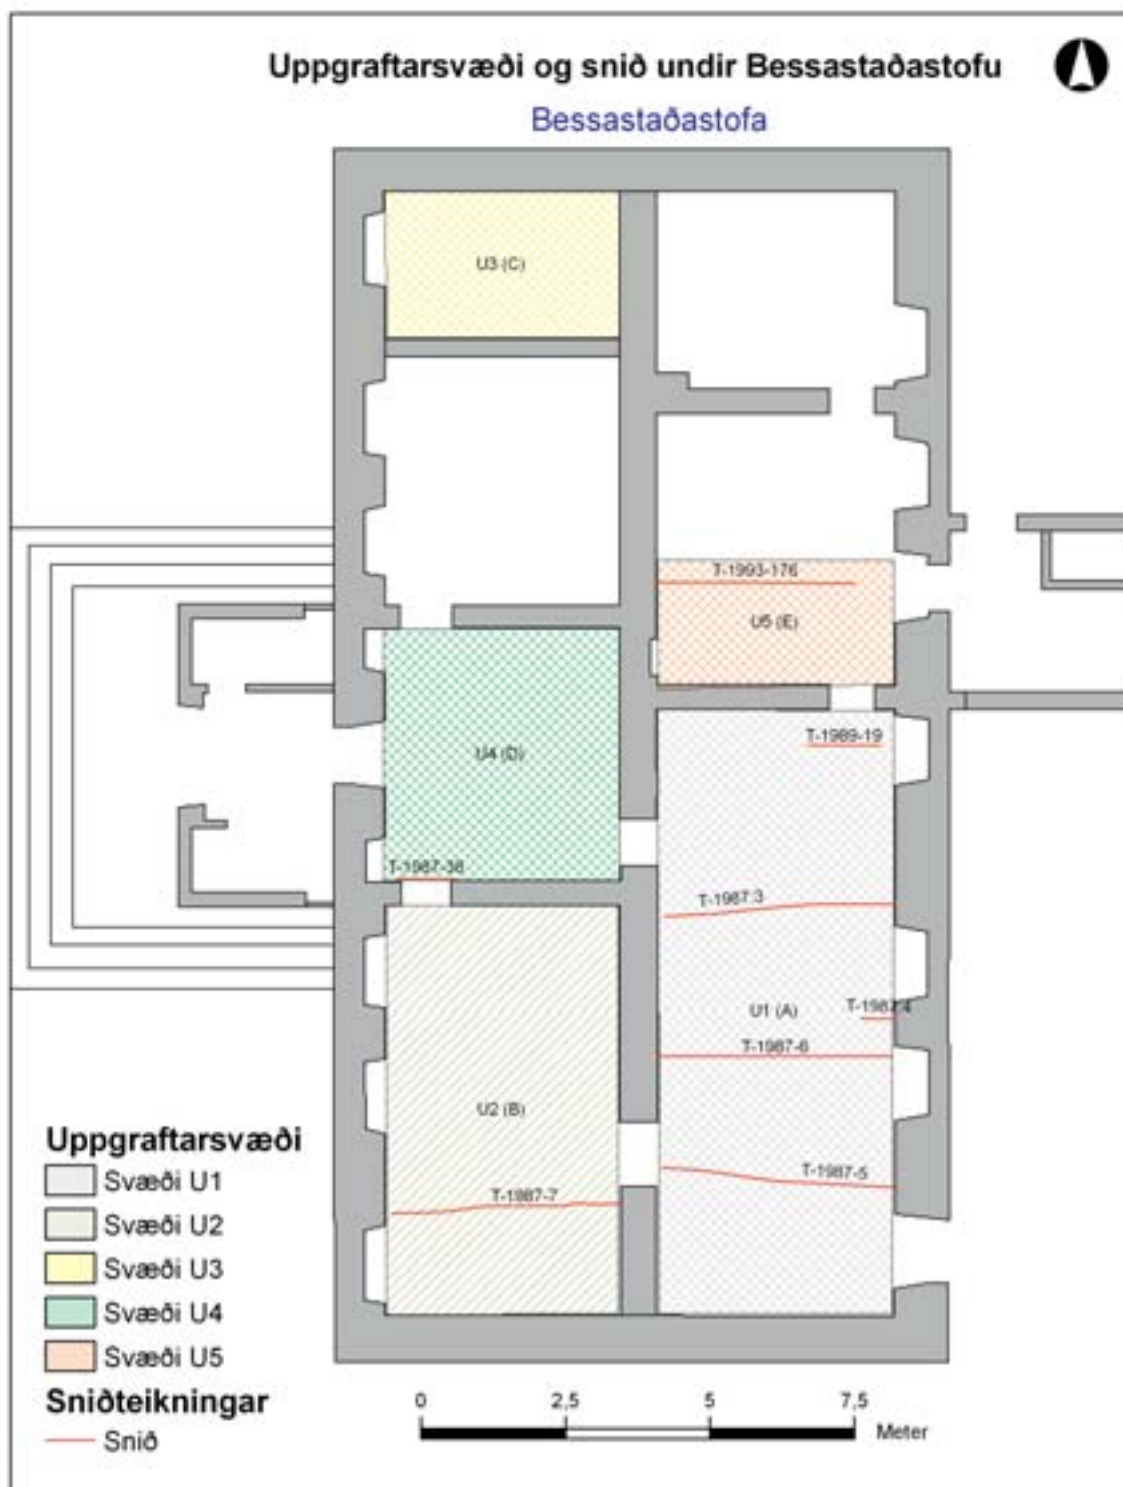 Uppgraftarsvæði og snið undir Bessastaðastofu
Bessastaðastofa
U3 (C)
T-1993-176
U5 (E)
T-1989-19
U4 (D)
T-1987-38
T-1987-3
U1 (A)
T-1987-4
T-1987-6
U2 (B)
T-1987-5
T-1987-7
Uppgraftarsvæði
Svæði U1
Svæði U2
Svæði U3
Svæði U4
Svæði U5
Sniðteikningar
Snið
0 2,5 5 7,5
Meter